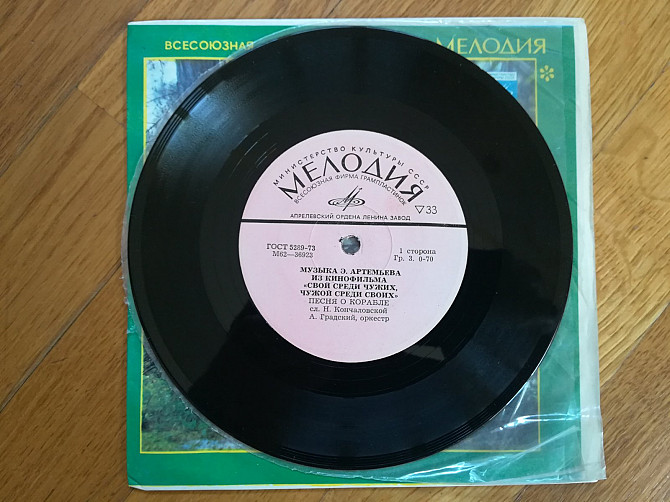 ВСЕСОЮЗНАЯ МЕЛОДИЯ
МИНИСТЕРСТВО КУЛЬТУРЫ СССР
МЕЛОДИЯ
ВСЕСОЮЗНАЯ ФИРМА ГРАМПЛАСТИНОК
▽33
АПРЕЛЕВСКИЙ ОРДЕНА ЛЕНИНА ЗАВОД
ГОСТ 5289-73 1 сторона
М62—36923 Гр. 3. 0-70
МУЗЫКА Э. АРТЕМЬЕВА
ИЗ КИНОФИЛЬМА
«СВОЙ СРЕДИ ЧУЖИХ,
ЧУЖОЙ СРЕДИ СВОИХ»
ПЕСНЯ О КОРАБЛЕ
сл. Н. Кончаловской
А. Градский, оркестр